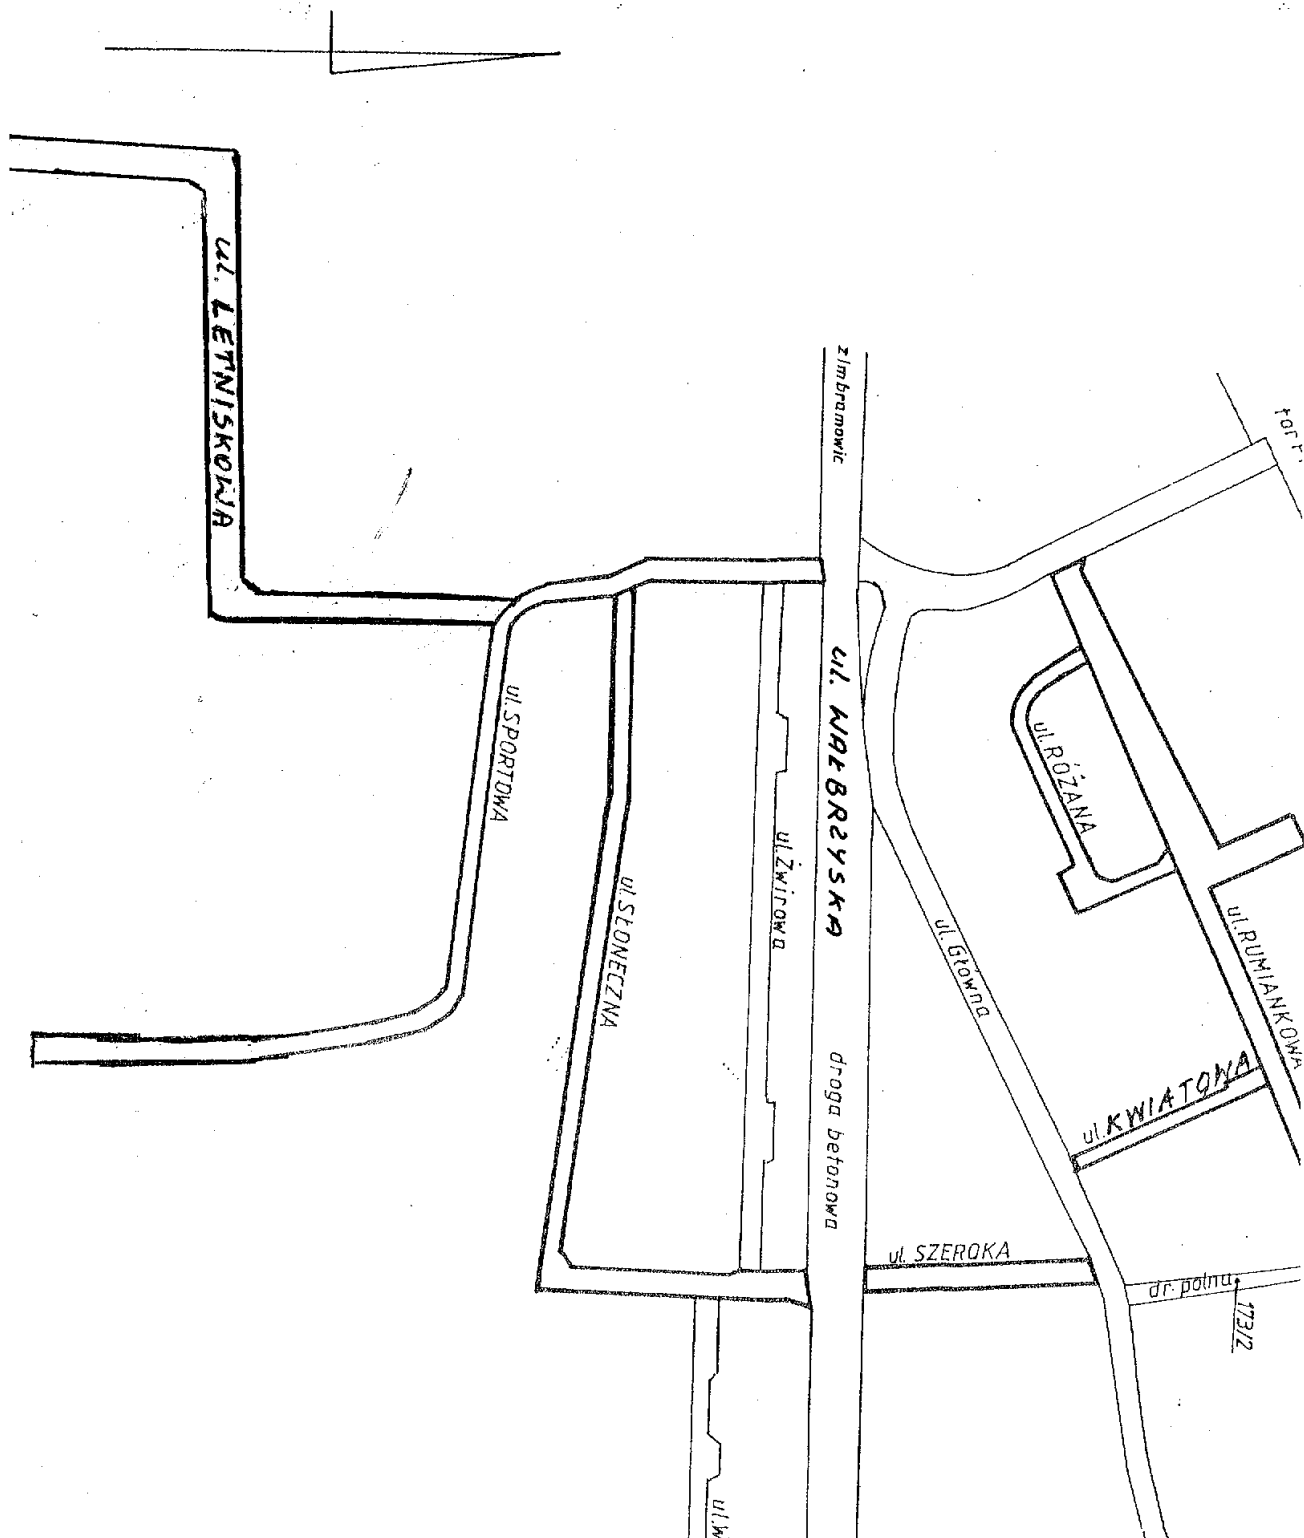 ul. LETNISKOWA
z Imbramowic
tor
ul. WAŁBRZYSKA
ul. SPORTOWA
ul. RÓŻANA
ul. Żwirowa
ul. SŁONECZNA
ul. Główna
ul. RUMIANKOWA
droga betonowa
ul. KWIATOWA
ul. SZEROKA
dr. polna
173/2
ul. W